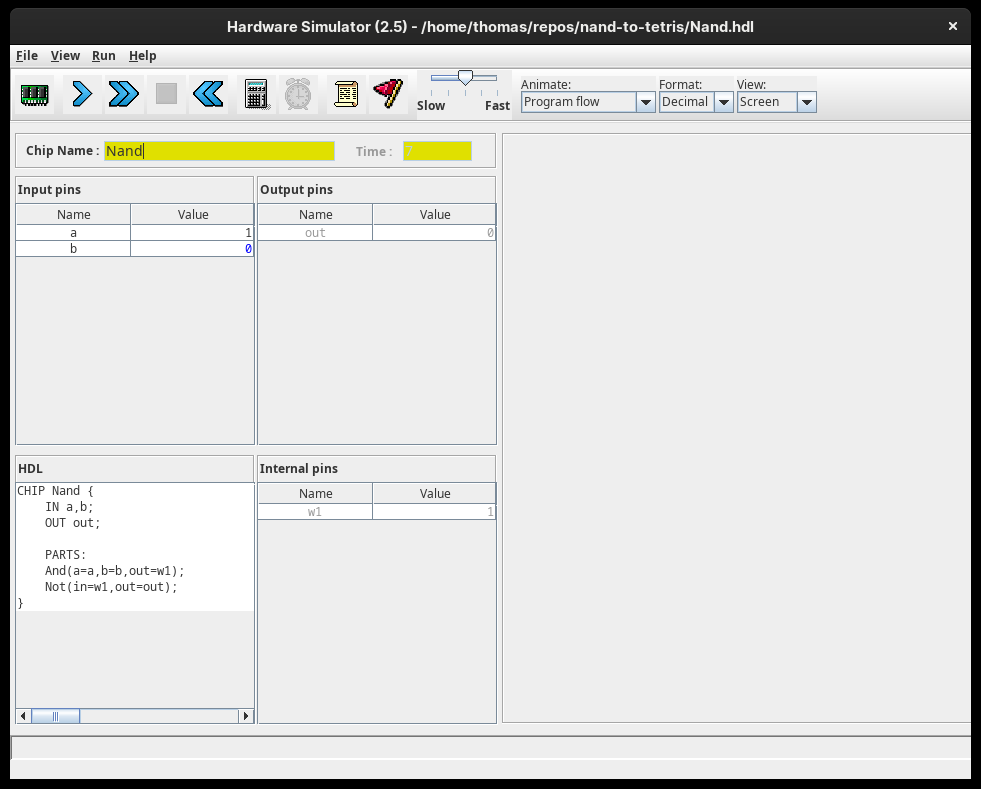 Hardware Simulator (2.5) - /home/thomas/repos/nand-to-tetris/Nand.hdl
File View Run Help
Slow Fast
Animate: Format: View:
Program flow Decimal Screen
Chip Name : Nand Time : 7
Input pins
Name Value
a 1
b 0
Output pins
Name Value
out 0
HDL
CHIP Nand {
    IN a,b;
    OUT out;
    PARTS:
    And(a=a,b=b,out=w1);
    Not(in=w1,out=out);
}
Internal pins
Name Value
w1 1